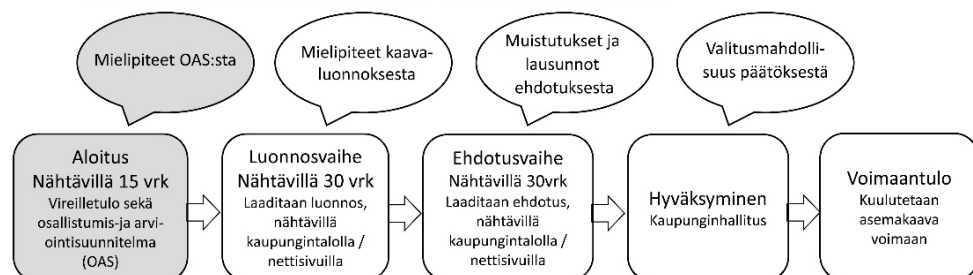 Mielipiteet OAS:sta
Mielipiteet kaava-
luonnoksesta
Muistutukset ja
lausunnot
ehdotuksesta
Valitusmahdolli-
suus päätöksestä
Aloitus
Nähtävillä 15 vrk
Vireilletulo sekä
osallistumis-ja arvi-
ointisuunnitelma
(OAS)
Luonnosvaihe
Nähtävillä 30 vrk
Laaditaan luonnos,
nähtävillä
kaupungintalolla /
nettisivuilla
Ehdotusvaihe
Nähtävillä 30vrk
Laaditaan ehdotus,
nähtävillä
kaupungintalolla /
nettisivuilla
Hyväksyminen
Kaupunginhallitus
Voimaantulo
Kuulutetaan
asemakaava
voimaan